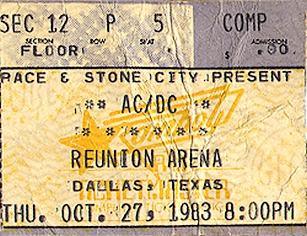 SEC 12 P 5 COMP
SECTION ROW SEAT ADMISSION
FLOOR .00
PACE & STONE CITY PRESENT
** AC/DC **
** ** ** ** **
REUNION ARENA
DALLAS, TEXAS
THU. OCT. 27, 1983 8:00PM